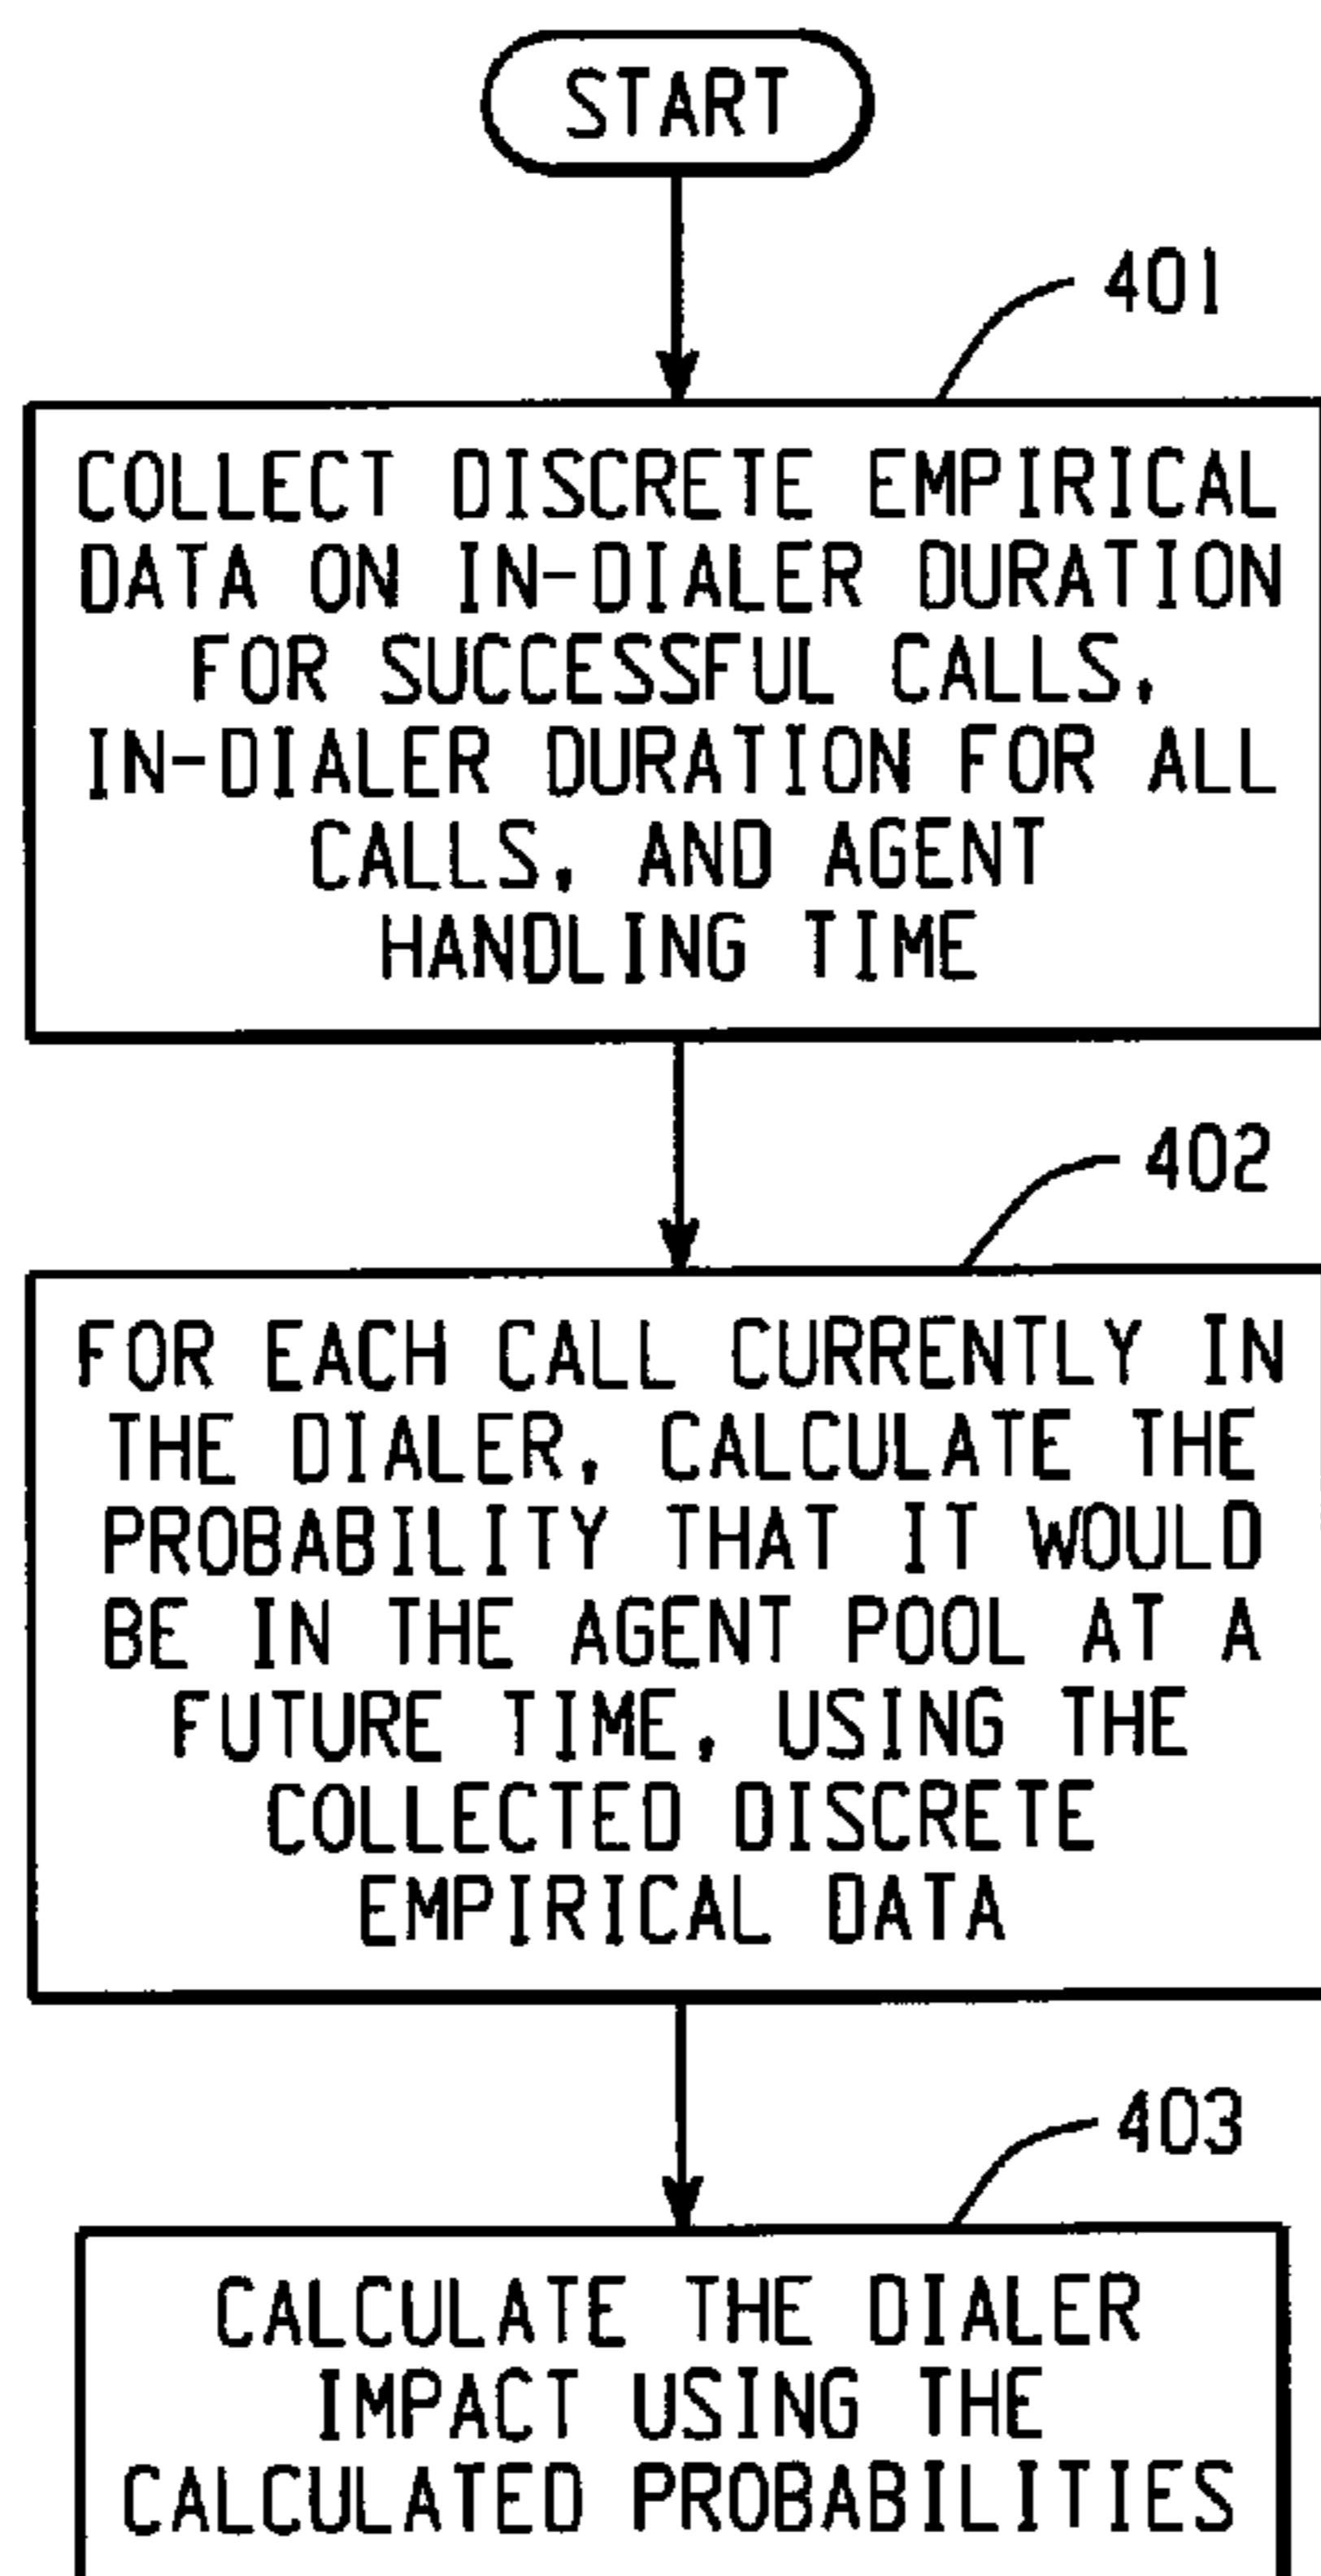 START
401
COLLECT DISCRETE EMPIRICAL
DATA ON IN-DIALER DURATION
FOR SUCCESSFUL CALLS,
IN-DIALER DURATION FOR ALL
CALLS, AND AGENT
HANDLING TIME
402
FOR EACH CALL CURRENTLY IN
THE DIALER, CALCULATE THE
PROBABILITY THAT IT WOULD
BE IN THE AGENT POOL AT A
FUTURE TIME, USING THE
COLLECTED DISCRETE
EMPIRICAL DATA
403
CALCULATE THE DIALER
IMPACT USING THE
CALCULATED PROBABILITIES